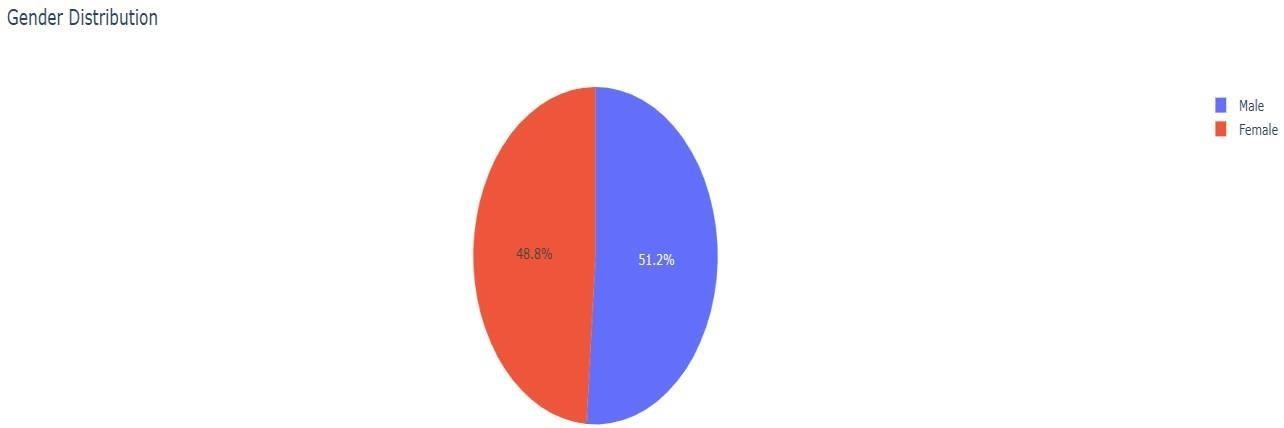 Gender Distribution
Male
Female
48.8%
51.2%